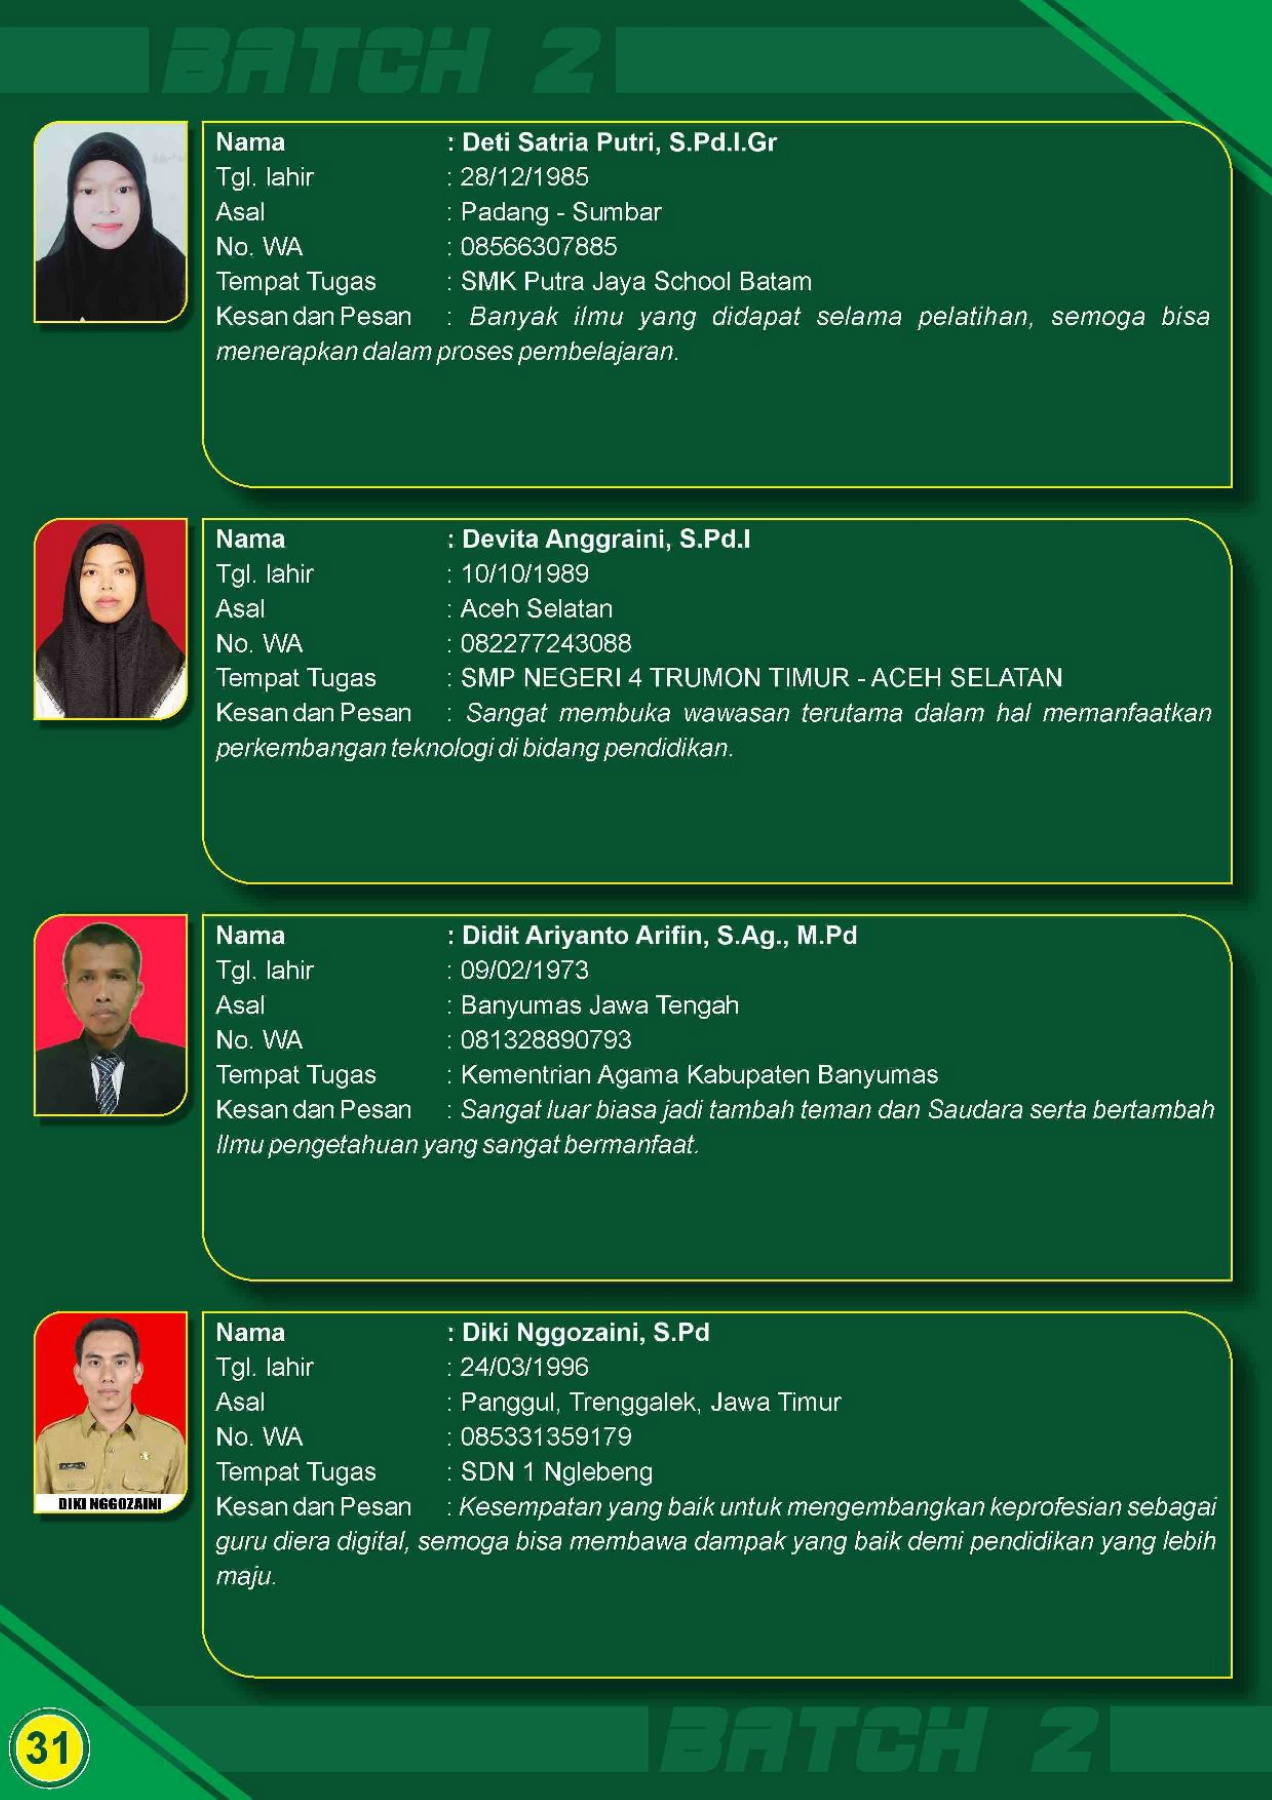 BATCH 2
Nama : Deti Satria Putri, S.Pd.I.Gr
Tgl. lahir : 28/12/1985
Asal : Padang - Sumbar
No. WA : 08566307885
Tempat Tugas : SMK Putra Jaya School Batam
Kesan dan Pesan : Banyak ilmu yang didapat selama pelatihan, semoga bisa
menerapkan dalam proses pembelajaran.
Nama : Devita Anggraini, S.Pd.I
Tgl. lahir : 10/10/1989
Asal : Aceh Selatan
No. WA : 082277243088
Tempat Tugas : SMP NEGERI 4 TRUMON TIMUR - ACEH SELATAN
Kesan dan Pesan : Sangat membuka wawasan terutama dalam hal memanfaatkan
perkembangan teknologi di bidang pendidikan.
Nama : Didit Ariyanto Arifin, S.Ag., M.Pd
Tgl. lahir : 09/02/1973
Asal : Banyumas Jawa Tengah
No. WA : 081328890793
Tempat Tugas : Kementrian Agama Kabupaten Banyumas
Kesan dan Pesan : Sangat luar biasa jadi tambah teman dan Saudara serta bertambah
Ilmu pengetahuan yang sangat bermanfaat.
Nama : Diki Nggozaini, S.Pd
Tgl. lahir : 24/03/1996
Asal : Panggul, Trenggalek, Jawa Timur
No. WA : 085331359179
Tempat Tugas : SDN 1 Nglebeng
Kesan dan Pesan : Kesempatan yang baik untuk mengembangkan keprofesian sebagai
guru diera digital, semoga bisa membawa dampak yang baik demi pendidikan yang lebih
maju.
DIKI NGGOZAINI
31
BATCH 2